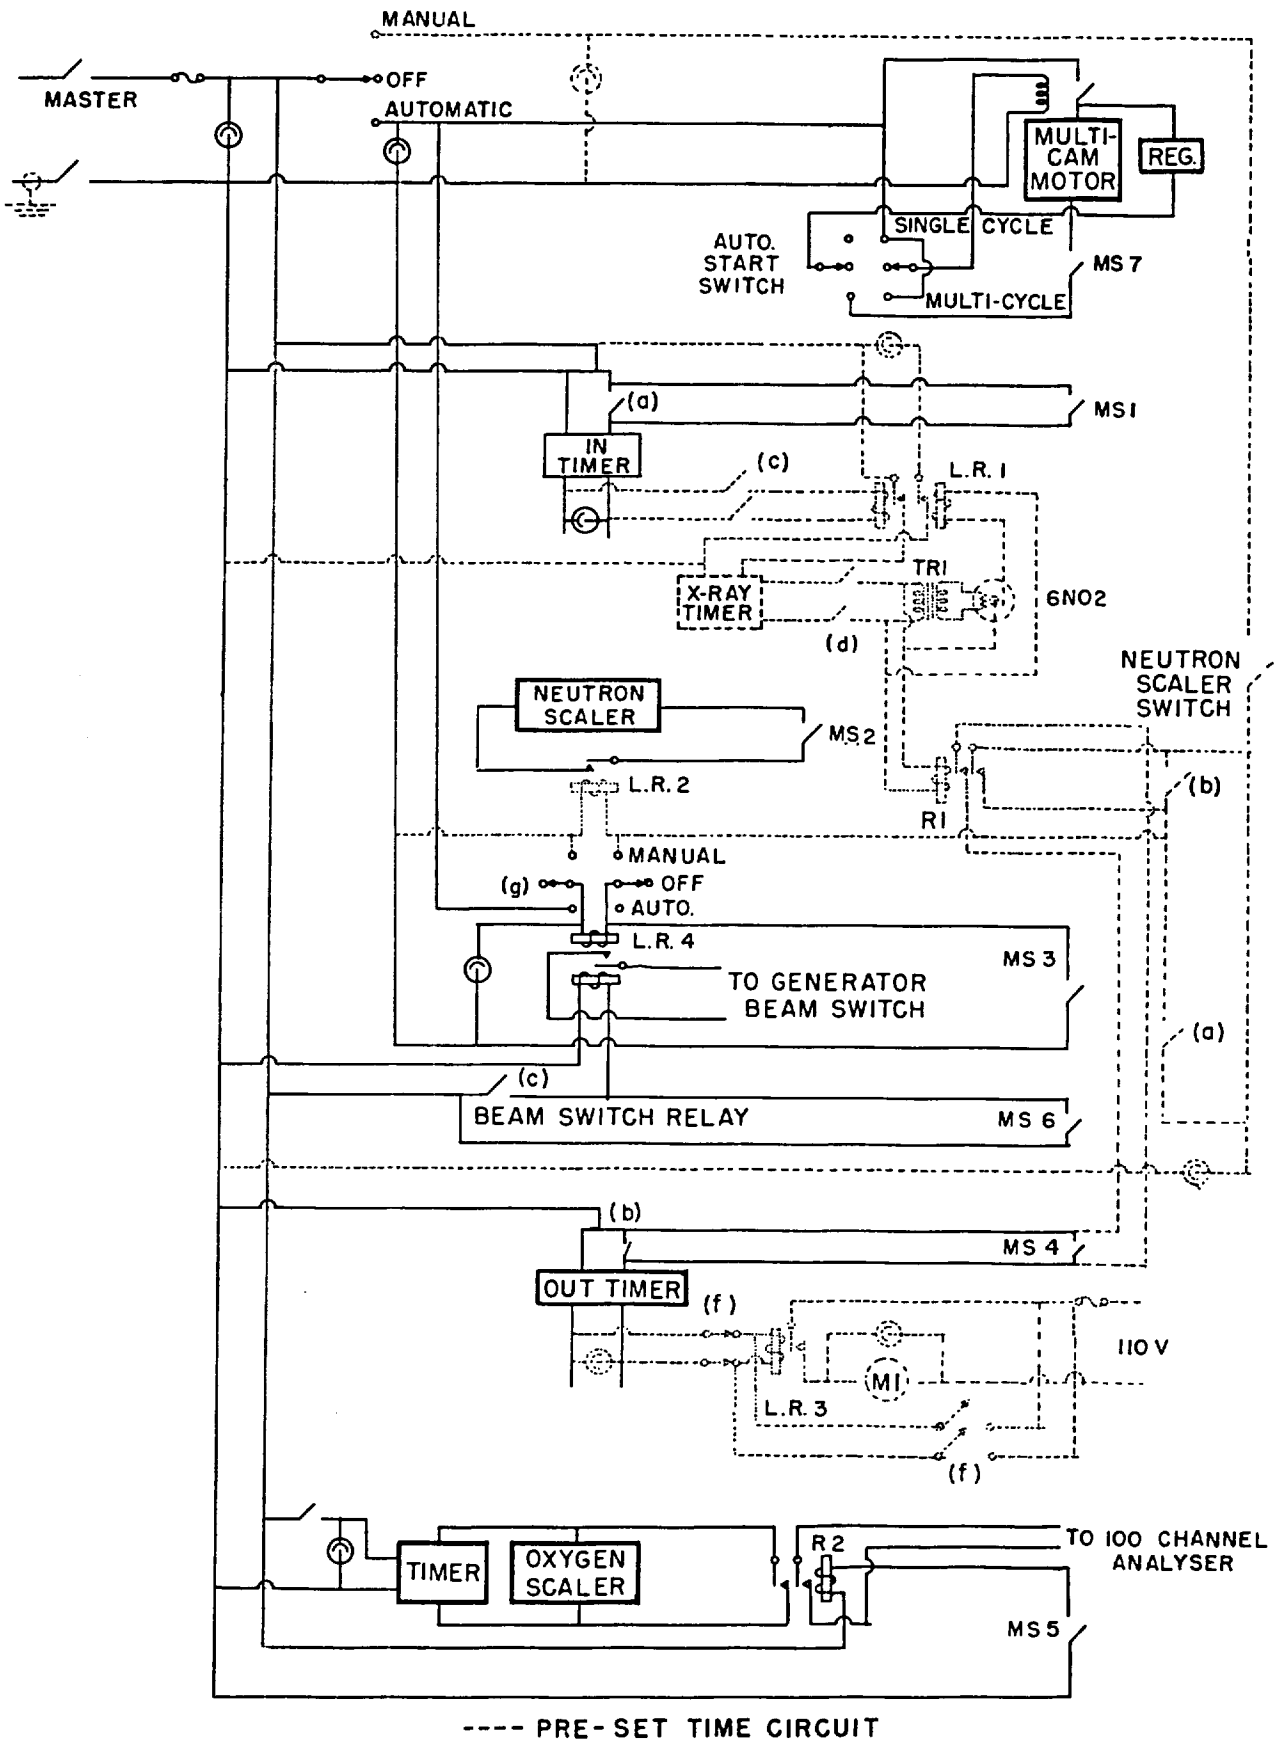 MANUAL
OFF
MASTER
AUTOMATIC
MULTI-
CAM
MOTOR
REG.
SINGLE CYCLE
AUTO.
START
SWITCH
MS 7
MULTI-CYCLE
(a)
MS1
IN
TIMER
(c)
L.R. 1
X-RAY
TIMER
TR1
6NO2
(d)
NEUTRON
SCALER
SWITCH
NEUTRON
SCALER
MS 2
L.R. 2
(b)
R1
MANUAL
(g)
OFF
AUTO.
L.R. 4
MS 3
TO GENERATOR
BEAM SWITCH
(a)
(c)
BEAM SWITCH RELAY
MS 6
(b)
MS 4
OUT TIMER
(f)
110 V
M1
L.R. 3
(f)
TIMER
OXYGEN
SCALER
R 2
TO 100 CHANNEL
ANALYSER
MS 5
---- PRE-SET TIME CIRCUIT